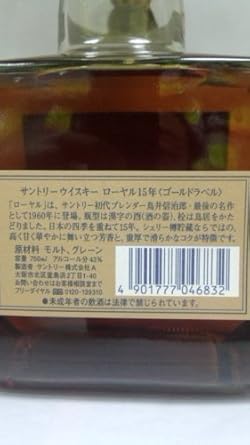 サントリーウイスキー ローヤル15年〈ゴールドラベル〉
「ローヤル」は、サントリー初代ブレンダー鳥井信治郎・最後の名作
として1960年に登場。瓶型は漢字の酉(酒の壺)、栓は鳥居をかた
どりました。日本の四季を重ねて15年、シェリー樽貯蔵ならではの、
高く甘く華やかに舞い立つ芳香と、重厚で滑らかなコクが特徴です。
原材料 モルト、グレーン
容量 750ml アルコール分 43%
製造者 サントリー株式会社A
大阪市北区堂島浜2丁目1-40
お問い合わせはお客様相談室まで
フリーダイヤル 0120-139310
4 901777 046832
●未成年者の飲酒は法律で禁じられています。